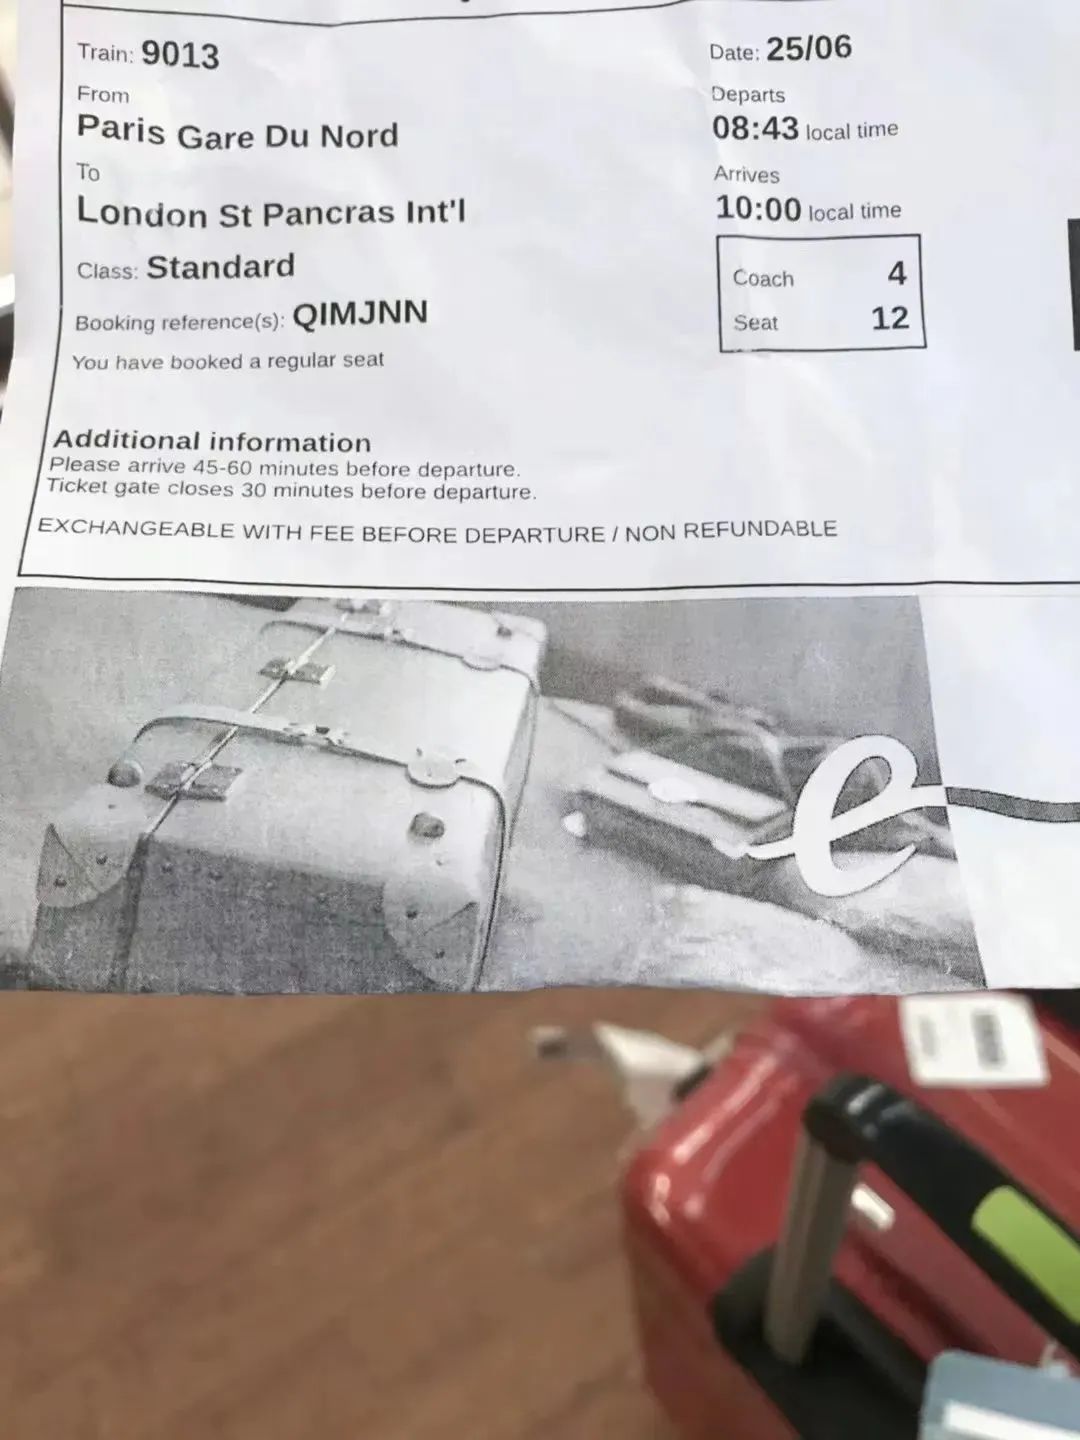 Train: 9013
Date: 25/06
From
Departs
Paris Gare Du Nord
08:43 local time
To
Arrives
London St Pancras Int'l
10:00 local time
Class: Standard
Coach 4
Booking reference(s): QIMJNN
Seat 12
You have booked a regular seat
Additional information
Please arrive 45-60 minutes before departure.
Ticket gate closes 30 minutes before departure.
EXCHANGEABLE WITH FEE BEFORE DEPARTURE / NON REFUNDABLE
e